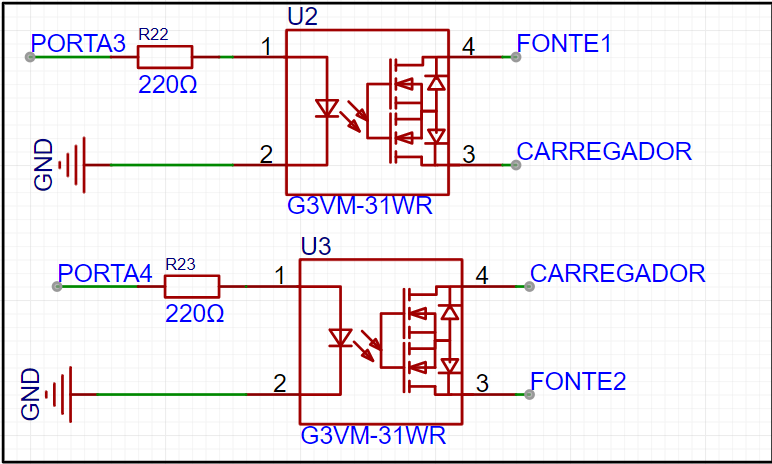 U2
PORTA3 R22 1 4 FONTE1
220Ω
GND 2 3 CARREGADOR
G3VM-31WR
U3
PORTA4 R23 1 4 CARREGADOR
220Ω
GND 2 3 FONTE2
G3VM-31WR